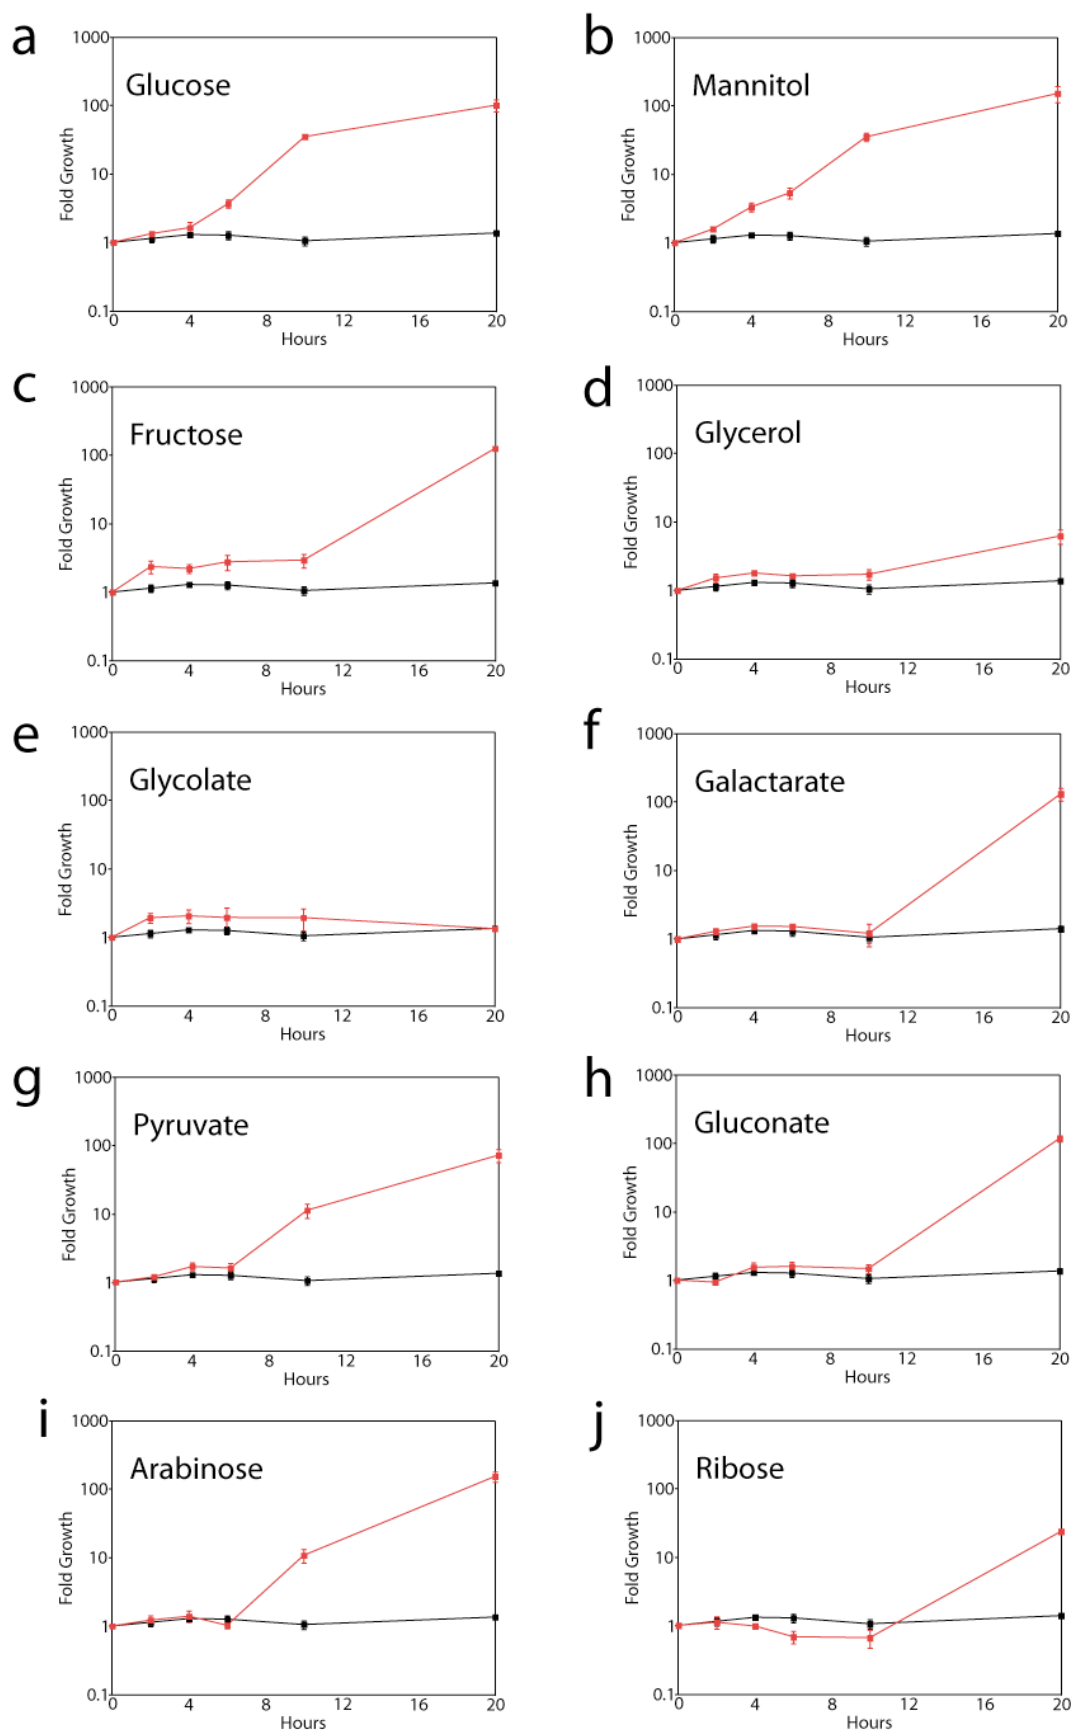 a
1000
100
10
1
0.1
Fold Growth
Glucose
0 4 8 12 16 20
Hours
b
1000
100
10
1
0.1
Fold Growth
Mannitol
0 4 8 12 16 20
Hours
c
1000
100
10
1
0.1
Fold Growth
Fructose
0 4 8 12 16 20
Hours
d
1000
100
10
1
0.1
Fold Growth
Glycerol
0 4 8 12 16 20
Hours
e
1000
100
10
1
0.1
Fold Growth
Glycolate
0 4 8 12 16 20
Hours
f
1000
100
10
1
0.1
Fold Growth
Galactarate
0 4 8 12 16 20
Hours
g
1000
100
10
1
0.1
Fold Growth
Pyruvate
0 4 8 12 16 20
Hours
h
1000
100
10
1
0.1
Fold Growth
Gluconate
0 4 8 12 16 20
Hours
i
1000
100
10
1
0.1
Fold Growth
Arabinose
0 4 8 12 16 20
Hours
j
1000
100
10
1
0.1
Fold Growth
Ribose
0 4 8 12 16 20
Hours